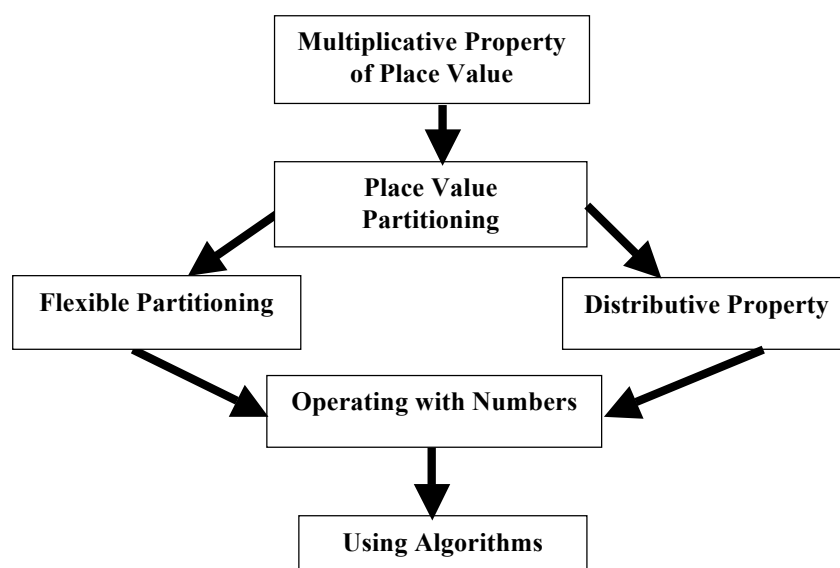 Multiplicative Property
of Place Value
Place Value
Partitioning
Flexible Partitioning
Distributive Property
Operating with Numbers
Using Algorithms